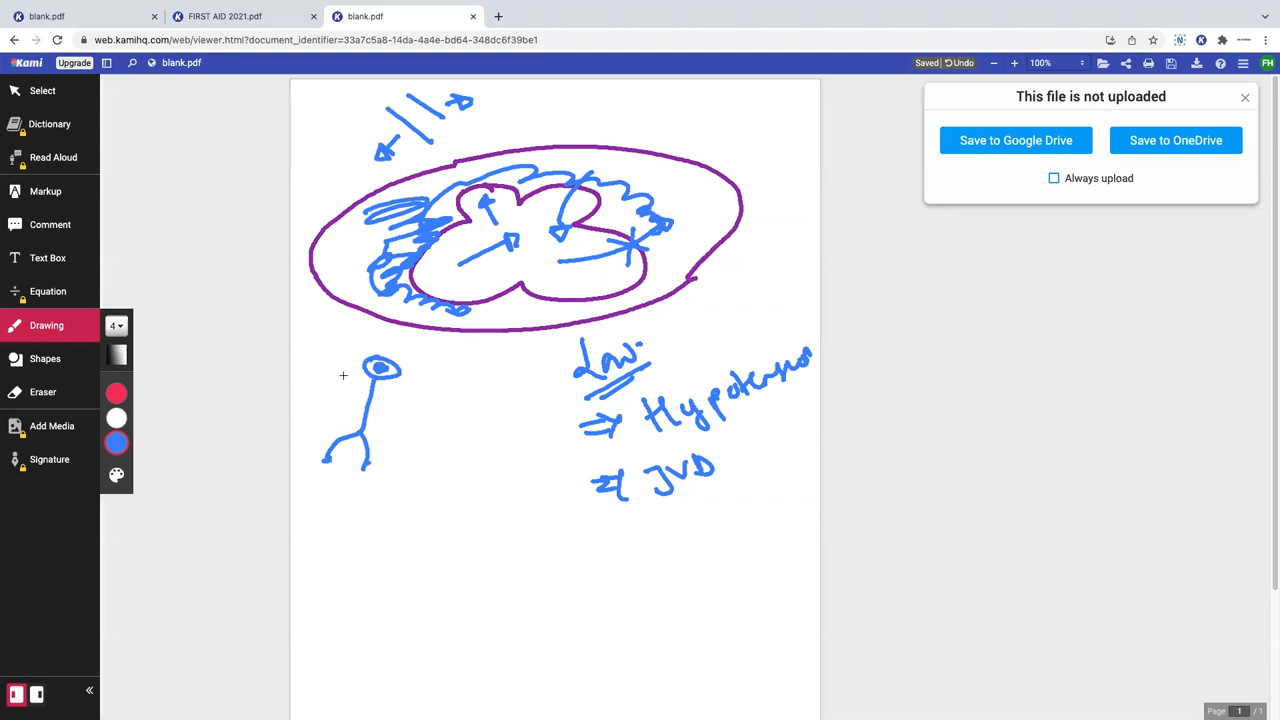 blank.pdf
FIRST AID 2021.pdf
blank.pdf
web.kamihq.com/web/viewer.html?document_identifier=33a7c5a8-14da-4a4e-bd64-348dc6f39be1
Kami
Upgrade
blank.pdf
Saved
Undo
100%
FH
Select
Dictionary
Read Aloud
Markup
Comment
Text Box
Equation
Drawing
Shapes
Eraser
Add Media
Signature
4
This file is not uploaded
Save to Google Drive
Save to OneDrive
Always upload
Hypotension
JVD
Page 1 / 1